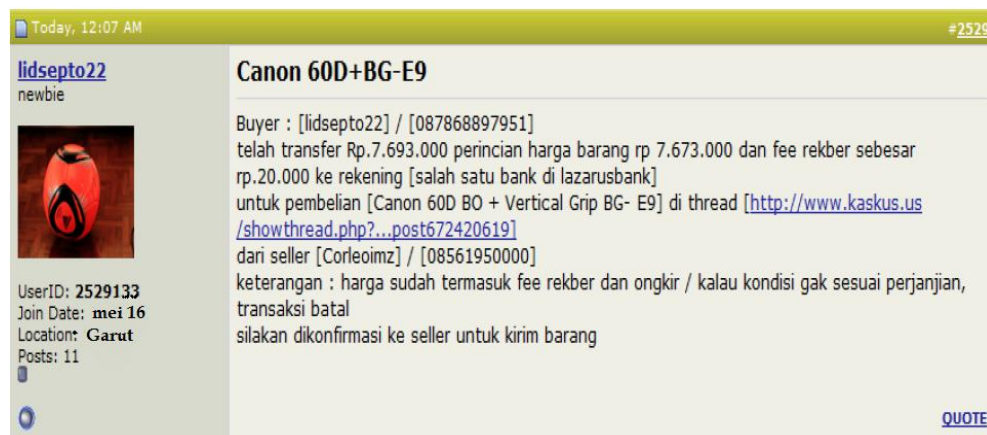 Today, 12:07 AM
#2529
lidsepto22
newbie
UserID: 2529133
Join Date: mei 16
Location: Garut
Posts: 11
Canon 60D+BG-E9
Buyer : [lidsepto22] / [087868897951]
telah transfer Rp.7.693.000 perincian harga barang rp 7.673.000 dan fee rekber sebesar
rp.20.000 ke rekening [salah satu bank di lazarusbank]
untuk pembelian [Canon 60D BO + Vertical Grip BG- E9] di thread [http://www.kaskus.us
/showthread.php?...post672420619]
dari seller [Corleoimz] / [08561950000]
keterangan : harga sudah termasuk fee rekber dan ongkir / kalau kondisi gak sesuai perjanjian,
transaksi batal
silakan dikonfirmasi ke seller untuk kirim barang
QUOTE